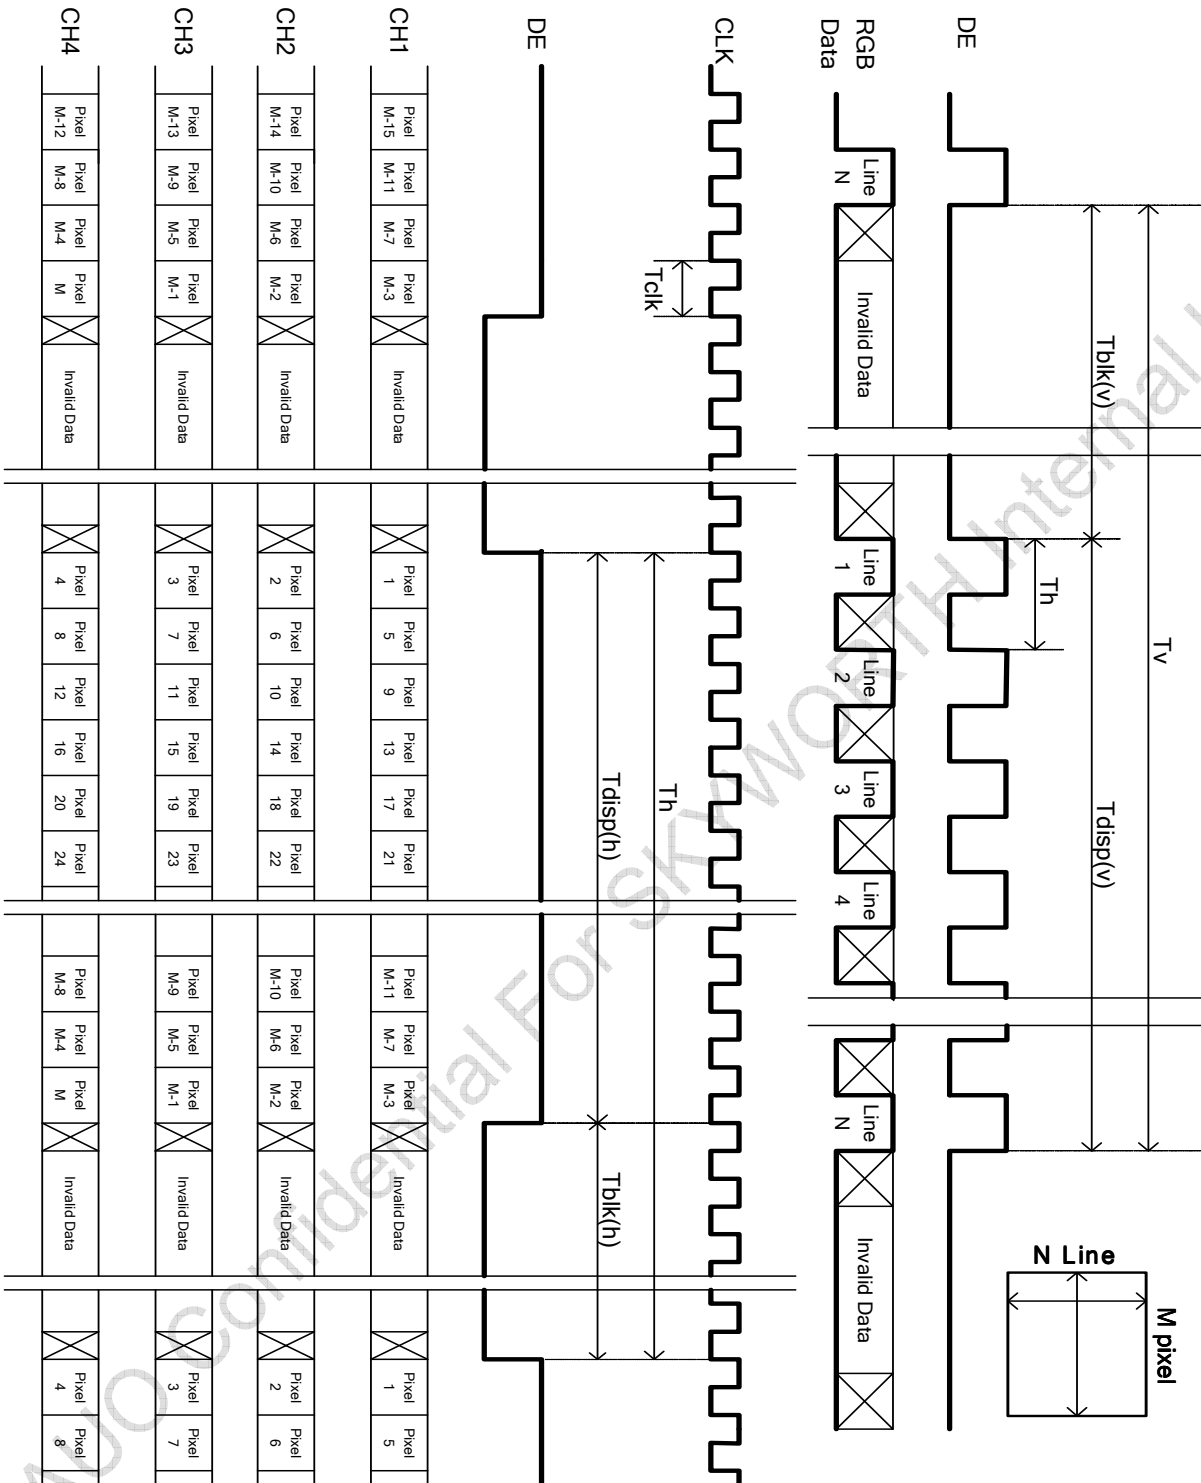 Tv
Tblk(v)
Tdisp(v)
Th
DE
RGB
Data
Line
N
Invalid Data
Line
1
Line
2
Line
3
Line
4
Line
N
Invalid Data
M pixel
N Line
CLK
Tclk
Th
Tdisp(h)
Tblk(h)
DE
CH1
Pixel
M-15
Pixel
M-11
Pixel
M-7
Pixel
M-3
Invalid Data
Pixel
1
Pixel
5
Pixel
9
Pixel
13
Pixel
17
Pixel
21
Pixel
M-11
Pixel
M-7
Pixel
M-3
Invalid Data
Pixel
1
Pixel
5
CH2
Pixel
M-14
Pixel
M-10
Pixel
M-6
Pixel
M-2
Invalid Data
Pixel
2
Pixel
6
Pixel
10
Pixel
14
Pixel
18
Pixel
22
Pixel
M-10
Pixel
M-6
Pixel
M-2
Invalid Data
Pixel
2
Pixel
6
CH3
Pixel
M-13
Pixel
M-9
Pixel
M-5
Pixel
M-1
Invalid Data
Pixel
3
Pixel
7
Pixel
11
Pixel
15
Pixel
19
Pixel
23
Pixel
M-9
Pixel
M-5
Pixel
M-1
Invalid Data
Pixel
3
Pixel
7
CH4
Pixel
M-12
Pixel
M-8
Pixel
M-4
Pixel
M
Invalid Data
Pixel
4
Pixel
8
Pixel
12
Pixel
16
Pixel
20
Pixel
24
Pixel
M-8
Pixel
M-4
Pixel
M
Invalid Data
Pixel
4
Pixel
8
AUO Confidential For SKYWORTH Internal